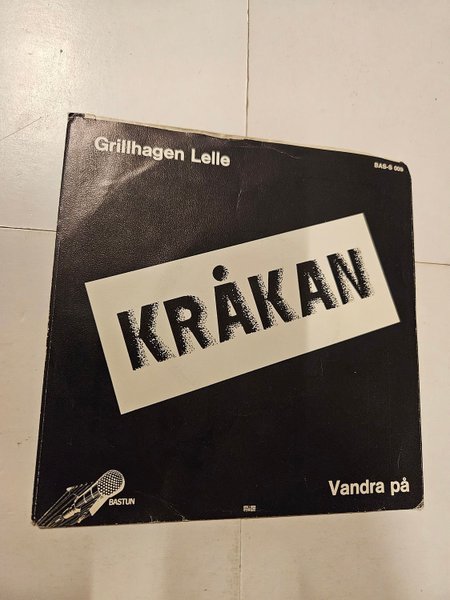 Grillhagen Lelle
BAS-S 009
KRÅKAN
BASTUN
Vandra på